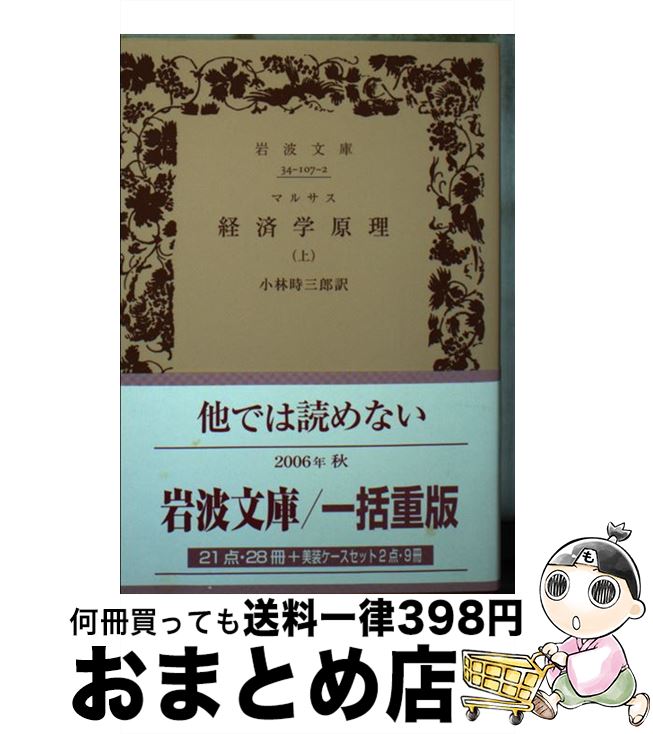 岩波文庫
34-107-2
マルサス
経済学原理
(上)
小林時三郎訳
他では読めない
2006年 秋
岩波文庫/一括重版
21点・28冊+美装ケースセット2点・9冊
も
何冊買っても送料一律398円
おまとめ店